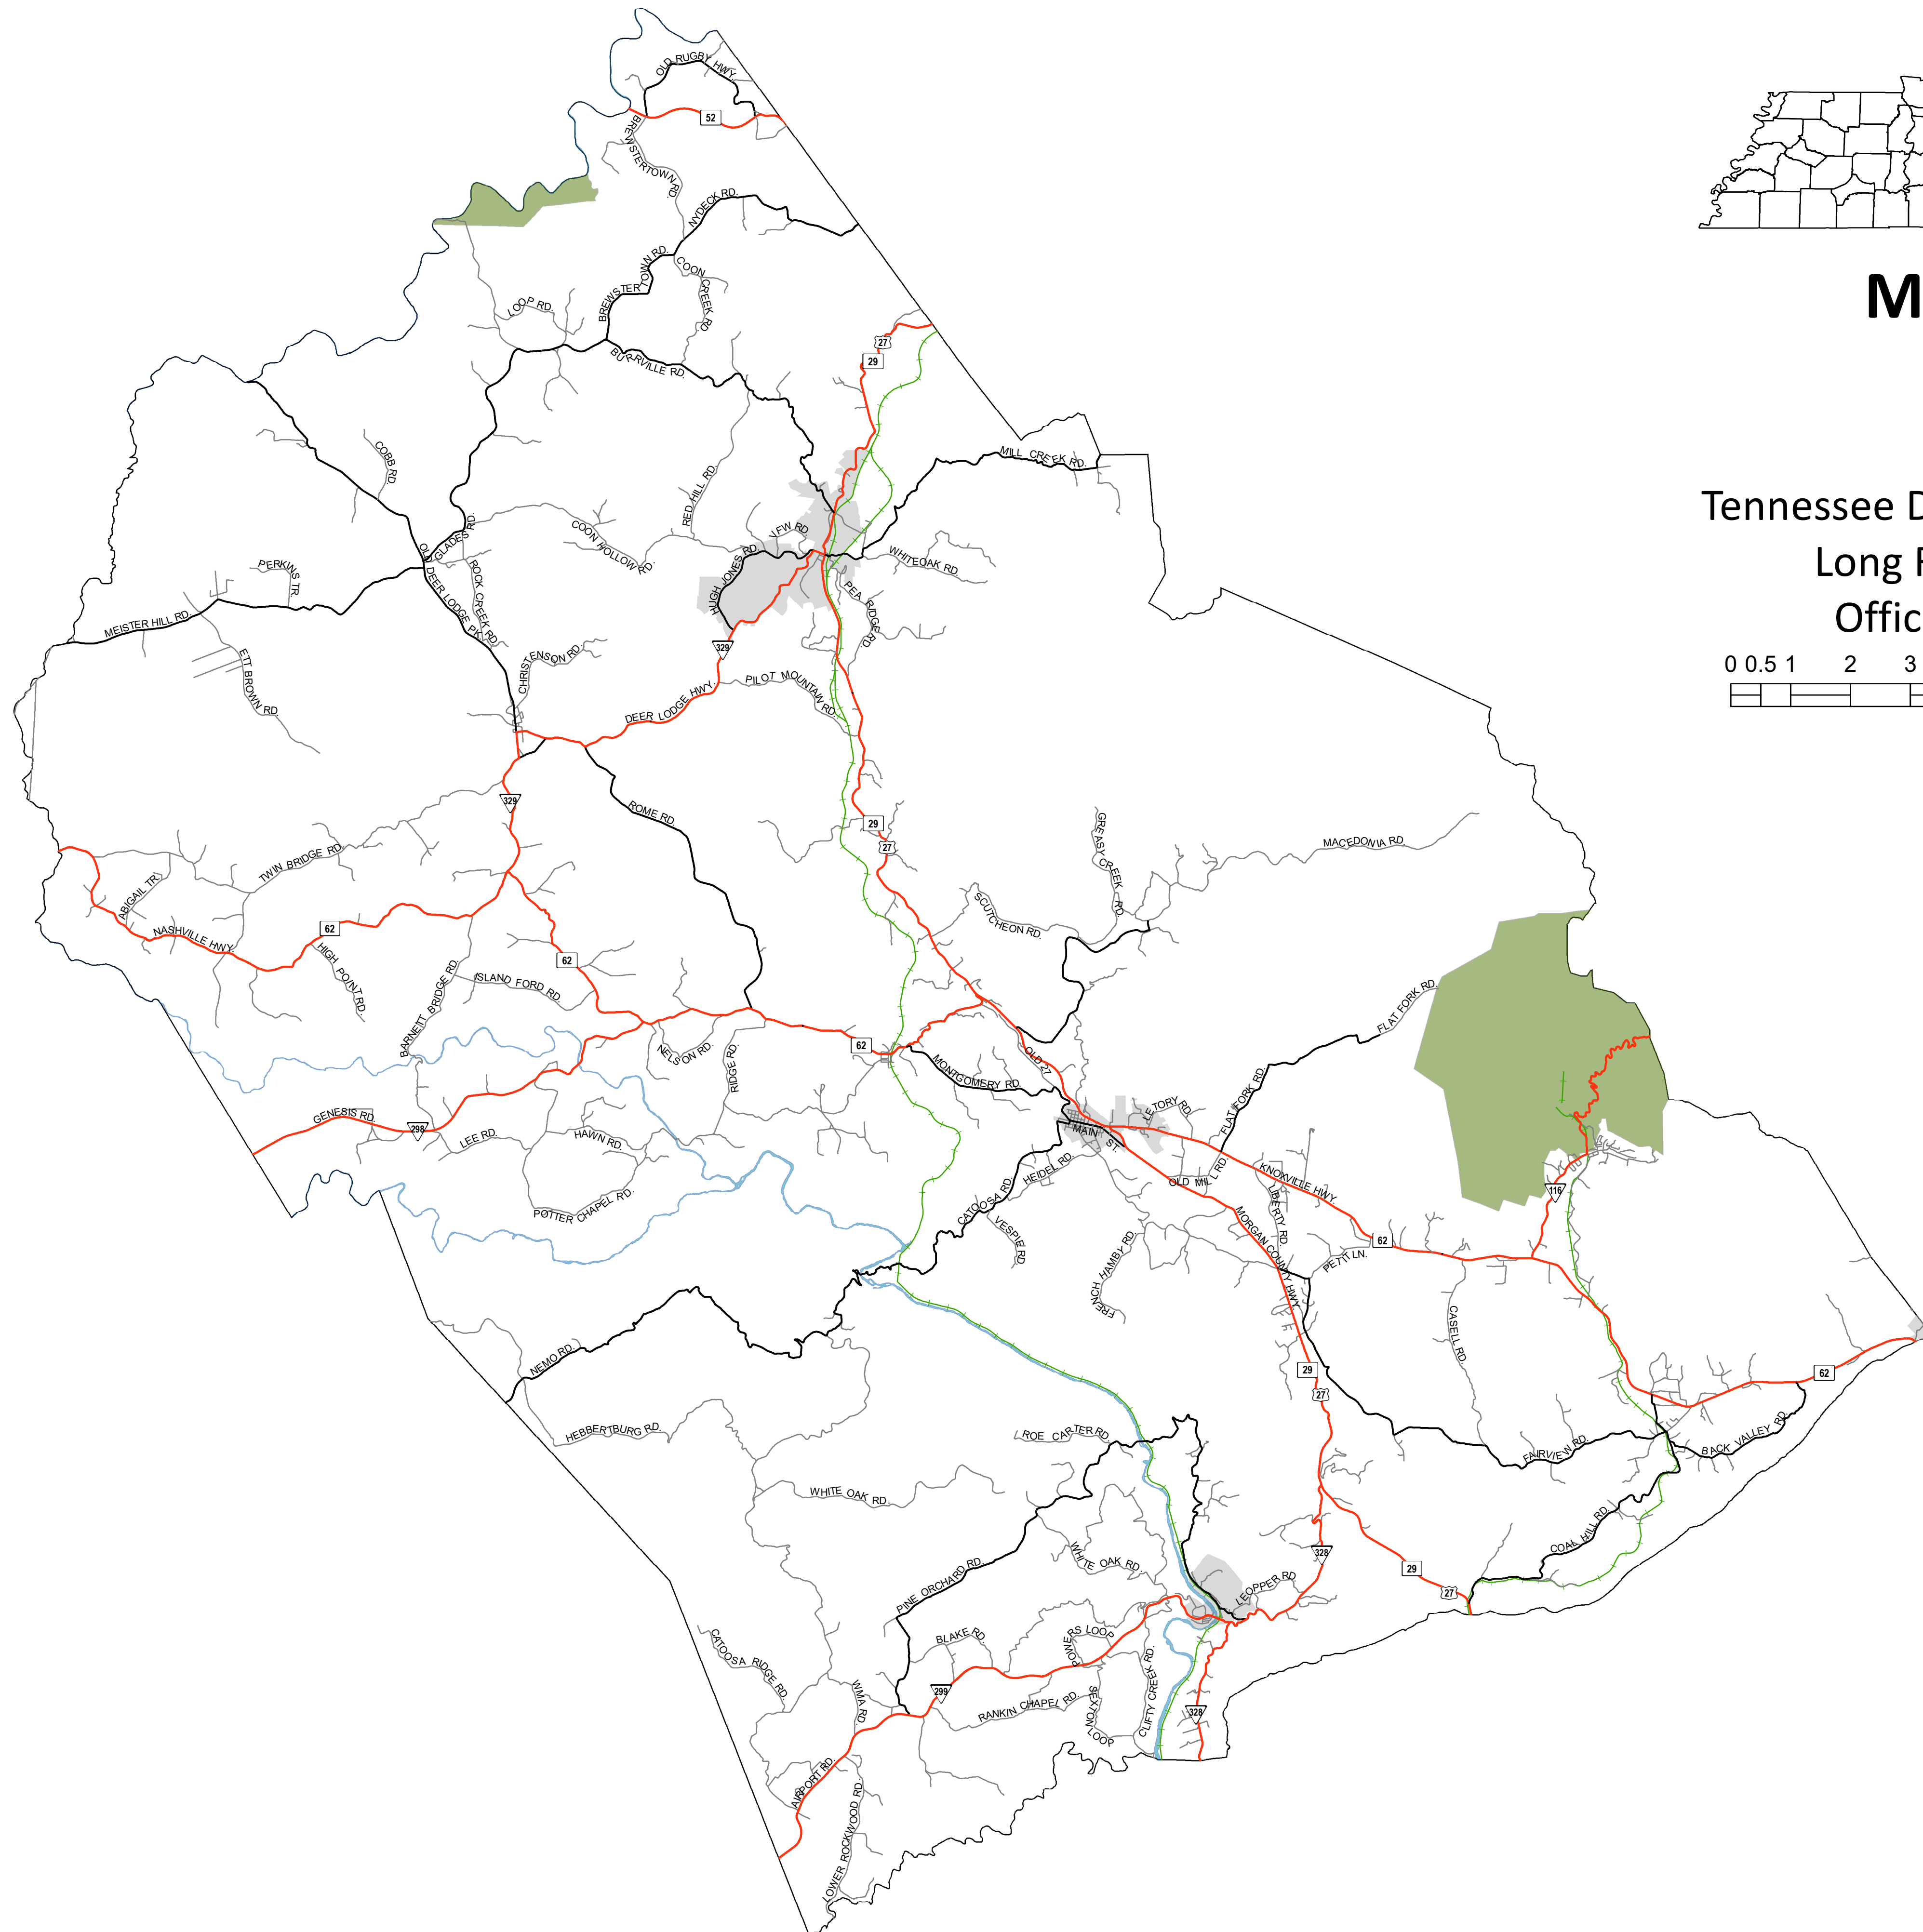 OLD RUGBY HWY.
52
BREWSTERTOWN RD.
NYDECK RD.
M
BREWSTER TOWN RD.
COON CREEK RD
LOOP RD.
BURRVILLE RD.
27
29
COBB RD
MILL CREEK RD.
RED HILL RD.
Tennessee D
Long R
Offic
0 0.5 1 2 3
GLADES RD.
COON HOLLOW RD.
HUGH JONES RD.
WHITEOAK RD.
PERKINS TR.
OLD DEER LODGE PK.
ROCK CREEK RD.
PEA RIDGE RD.
MEISTER HILL RD.
329
ETT BROWN RD.
CHRISTENSON RD.
DEER LODGE HWY.
PILOT MOUNTAIN RD.
329
ROME RD.
29
27
GREASY CREEK RD.
MACEDONIA RD.
TWIN BRIDGE RD.
ABIGAIL TR.
SCUTCHEON RD.
NASHVILLE HWY.
62
HIGH POINT RD.
62
BARNETT BRIDGE RD.
ISLAND FORD RD.
FLAT FORK RD.
NELSON RD.
RIDGE RD.
62
OLD 27
MONTGOMERY RD.
FLAT FORK RD.
GENESIS RD.
298
LEE RD.
HAWN RD.
LETORY RD.
MAIN ST.
HEIDEL RD.
OLD MILL RD.
KNOXVILLE HWY.
116
POTTER CHAPEL RD.
CATOOSA RD.
VESPIE RD
LIBERTY RD.
MORGAN COUNTY HWY.
FRENCH HAMBY RD
PETIT LN.
62
CASELL RD.
NEMO RD.
29
27
62
HEBBERTBURG RD.
ROE CARTER RD.
FAIRVIEW RD.
BACK VALLEY RD.
WHITE OAK RD.
COAL HILL RD.
WHITE OAK RD.
328
29
27
PINE ORCHARD RD.
LEOPPER RD
CATOOSA RIDGE RD.
BLAKE RD.
POWERS LOOP
CLIFTY CREEK RD.
WMA RD.
299
RANKIN CHAPEL RD.
SEXTON LOOP
328
AIRPORT RD.
LOWER ROCKWOOD RD.